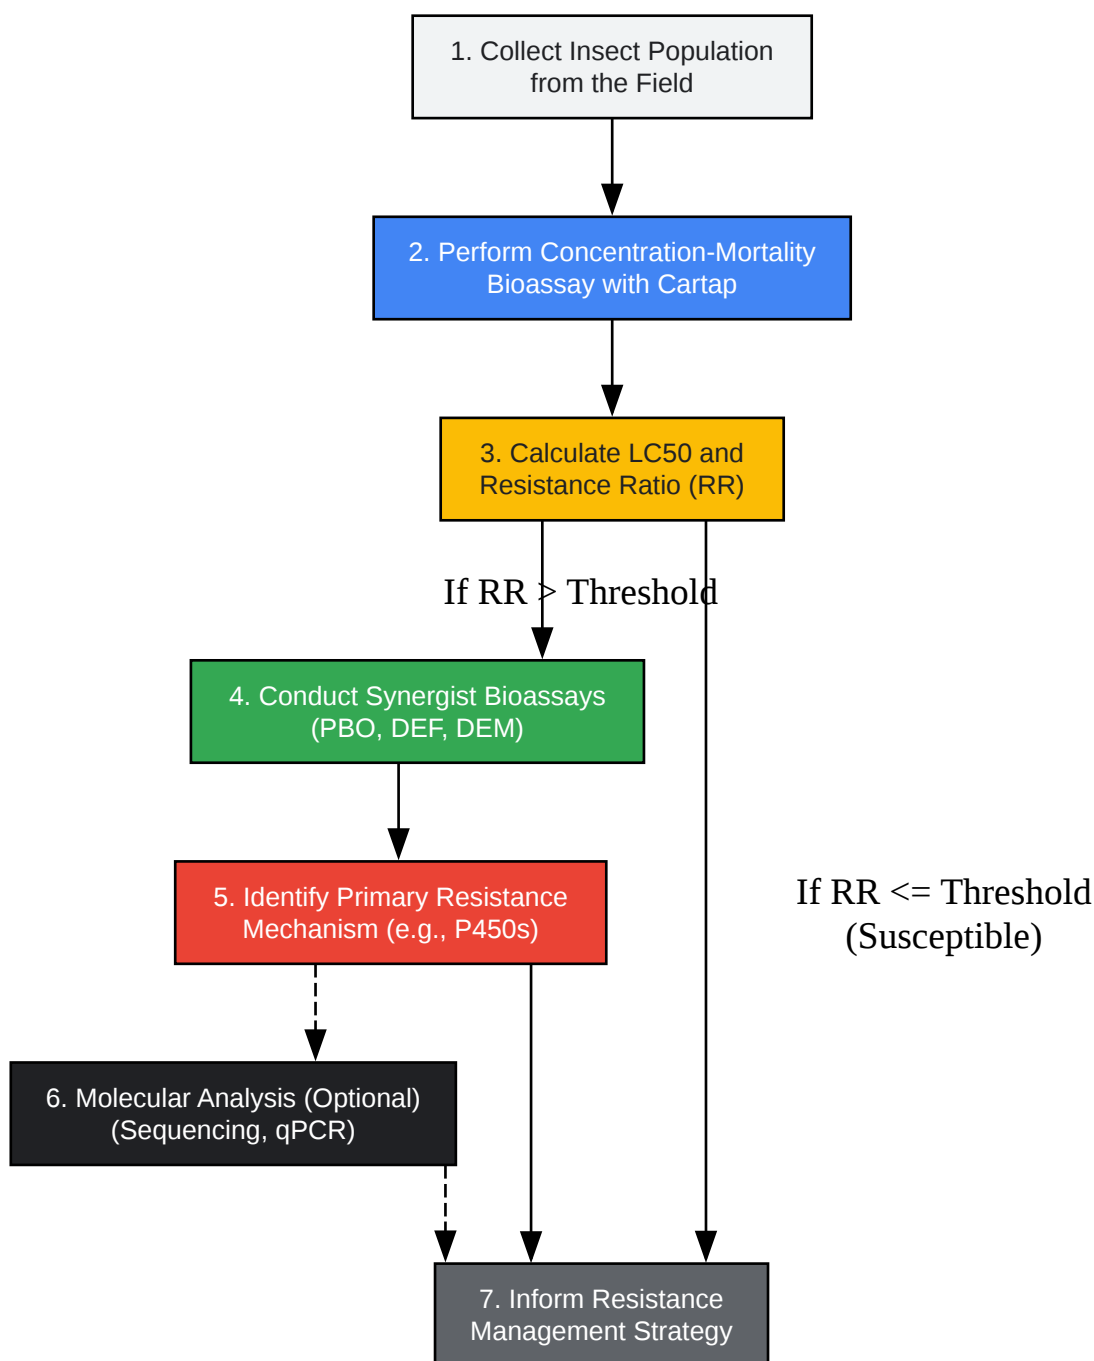 1. Collect Insect Population
from the Field
2. Perform Concentration-Mortality
Bioassay with Cartap
3. Calculate LC50 and
Resistance Ratio (RR)
If RR > Threshold
4. Conduct Synergist Bioassays
(PBO, DEF, DEM)
If RR <= Threshold
(Susceptible)
5. Identify Primary Resistance
Mechanism (e.g., P450s)
6. Molecular Analysis (Optional)
(Sequencing, qPCR)
7. Inform Resistance
Management Strategy